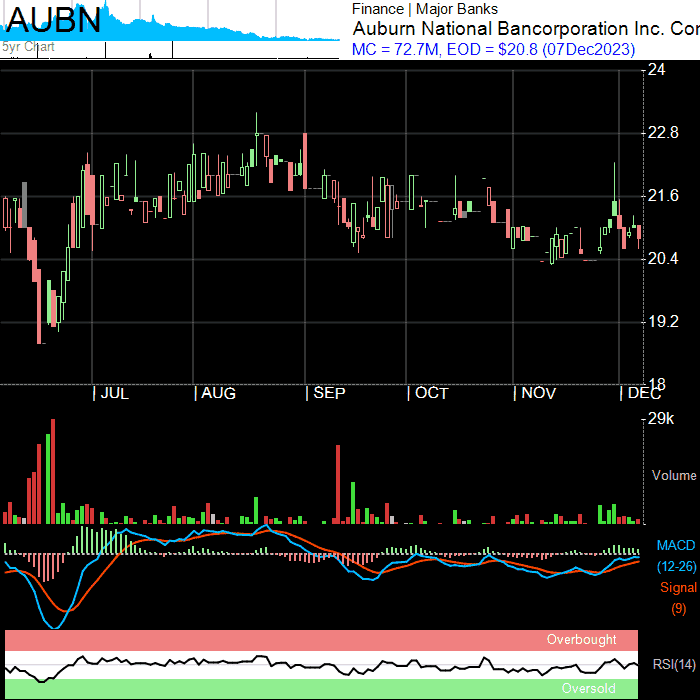 AUBN
5yr Chart
Finance | Major Banks
Auburn National Bancorporation Inc. Cor
MC = 72.7M, EOD = $20.8 (07Dec2023)
24
22.8
21.6
20.4
19.2
18
| JUL | AUG | SEP | OCT | NOV | DEC
29k
Volume
MACD
(12-26)
Signal
(9)
Overbought
RSI(14)
Oversold